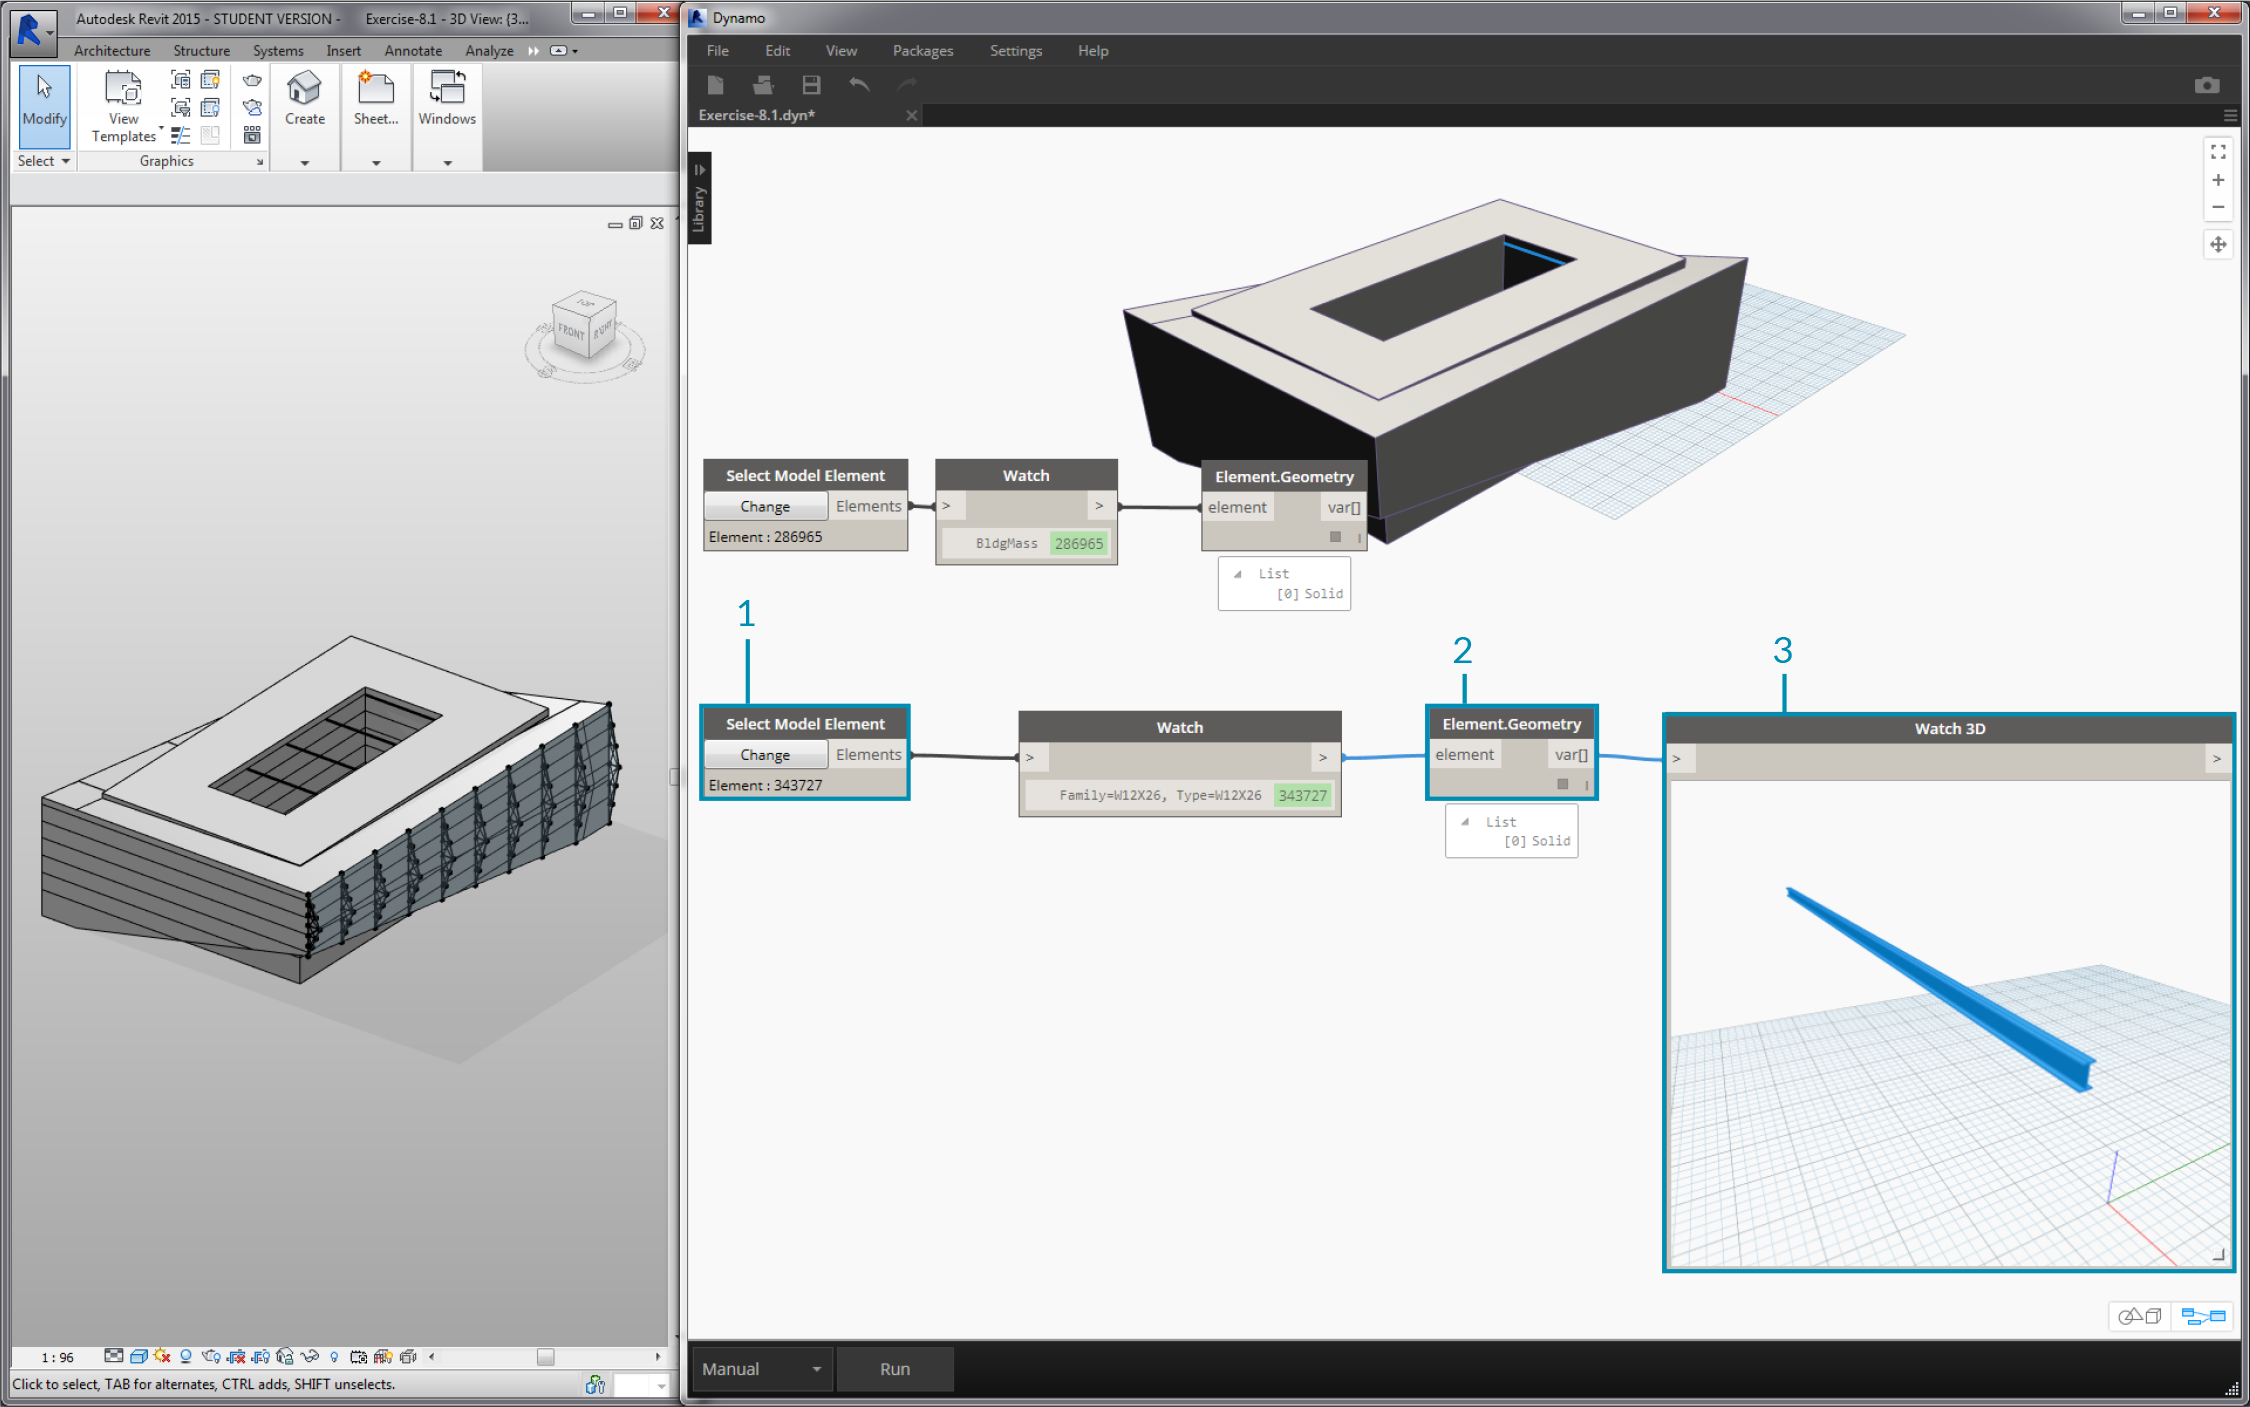 Autodesk Revit 2015 - STUDENT VERSION - Exercise-8.1 - 3D View: {3...
Architecture Structure Systems Insert Annotate Analyze
Modify
View
Templates
Create
Sheet...
Windows
Select
Graphics
TOP
FRONT
RIGHT
1 : 96
Click to select, TAB for alternates, CTRL adds, SHIFT unselects.
Dynamo
File Edit View Packages Settings Help
Exercise-8.1.dyn*
Library
Select Model Element
Change
Elements
Element : 286965
Watch
> >
BldgMass 286965
Element.Geometry
element var[]
List
[0] Solid
1
2
3
Select Model Element
Change
Elements
Element : 343727
Watch
> >
Family=W12X26, Type=W12X26 343727
Element.Geometry
element var[]
List
[0] Solid
Watch 3D
> >
Manual
Run